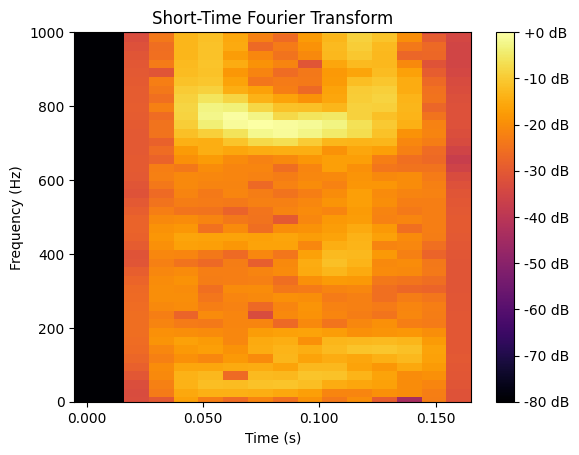 Short-Time Fourier Transform
1000
800
600
400
200
0
Frequency (Hz)
0.000
0.050
0.100
0.150
Time (s)
+0 dB
-10 dB
-20 dB
-30 dB
-40 dB
-50 dB
-60 dB
-70 dB
-80 dB